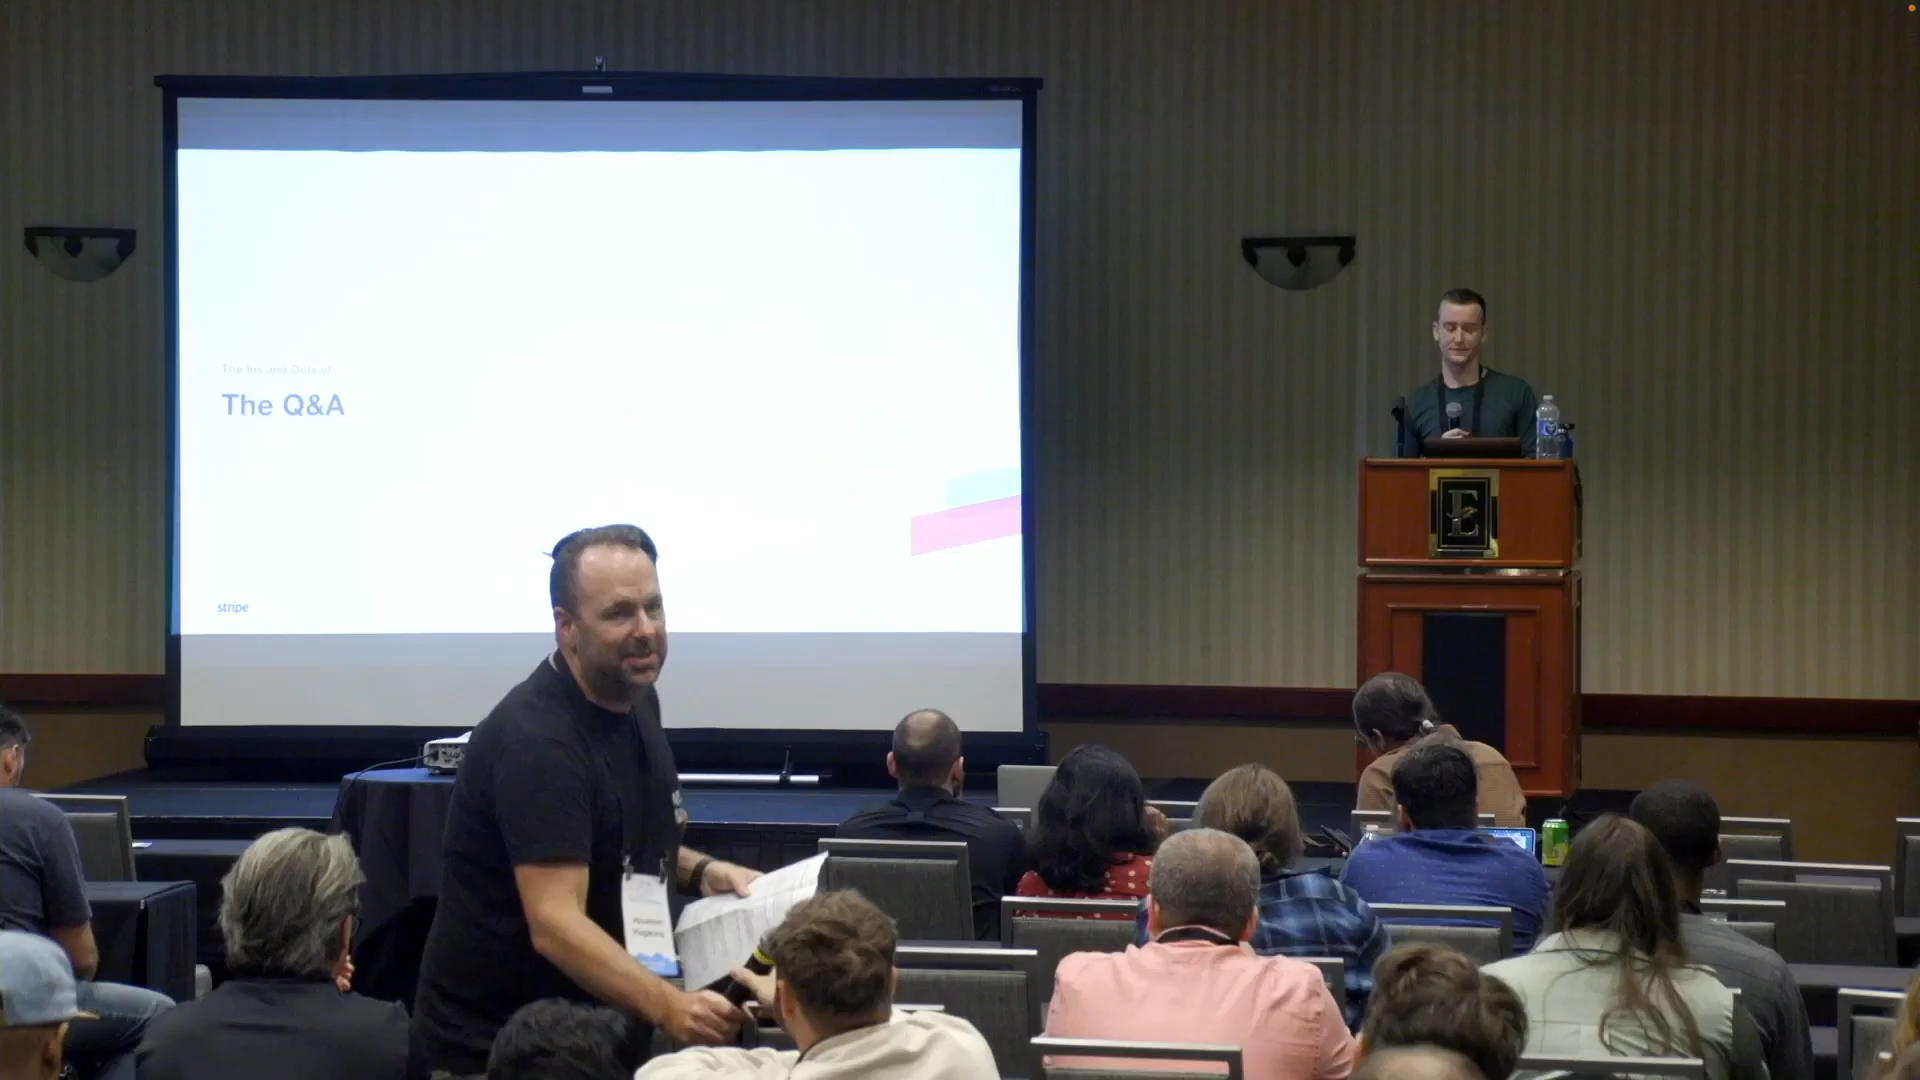 The Ins and Outs of
The Q&A
stripe
E